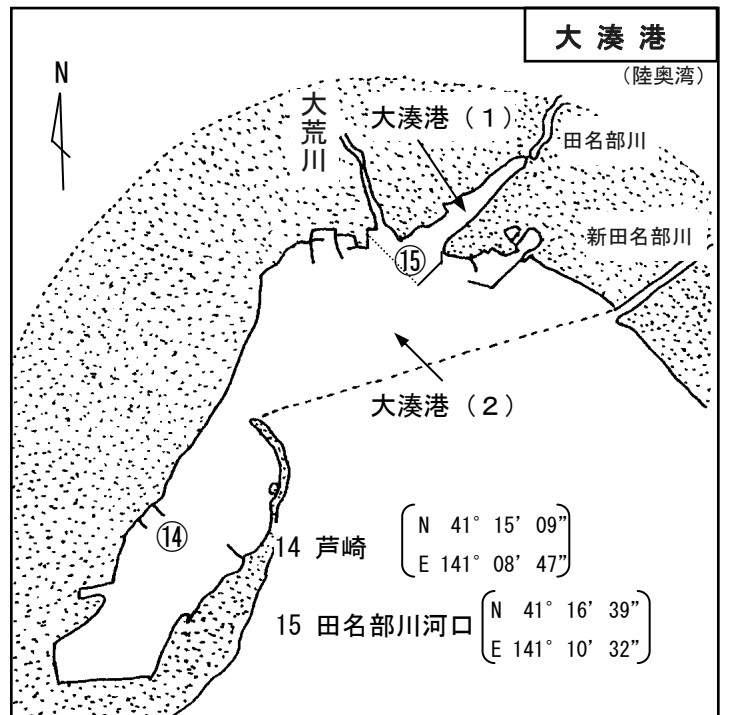 大湊港
(陸奥湾)
N
大荒川
大湊港(1)
田名部川
新田名部川
⑮
大湊港(2)
⑭
14 芦崎
N 41° 15’ 09”
E 141° 08’ 47”
15 田名部川河口
N 41° 16’ 39”
E 141° 10’ 32”